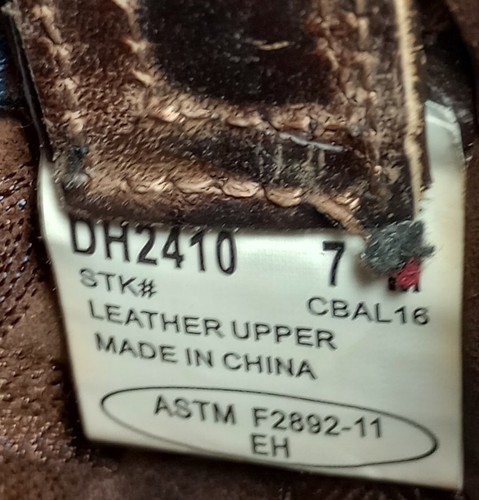 DH2410 7 M
STK# CBAL16
LEATHER UPPER
MADE IN CHINA
ASTM F2892-11
EH